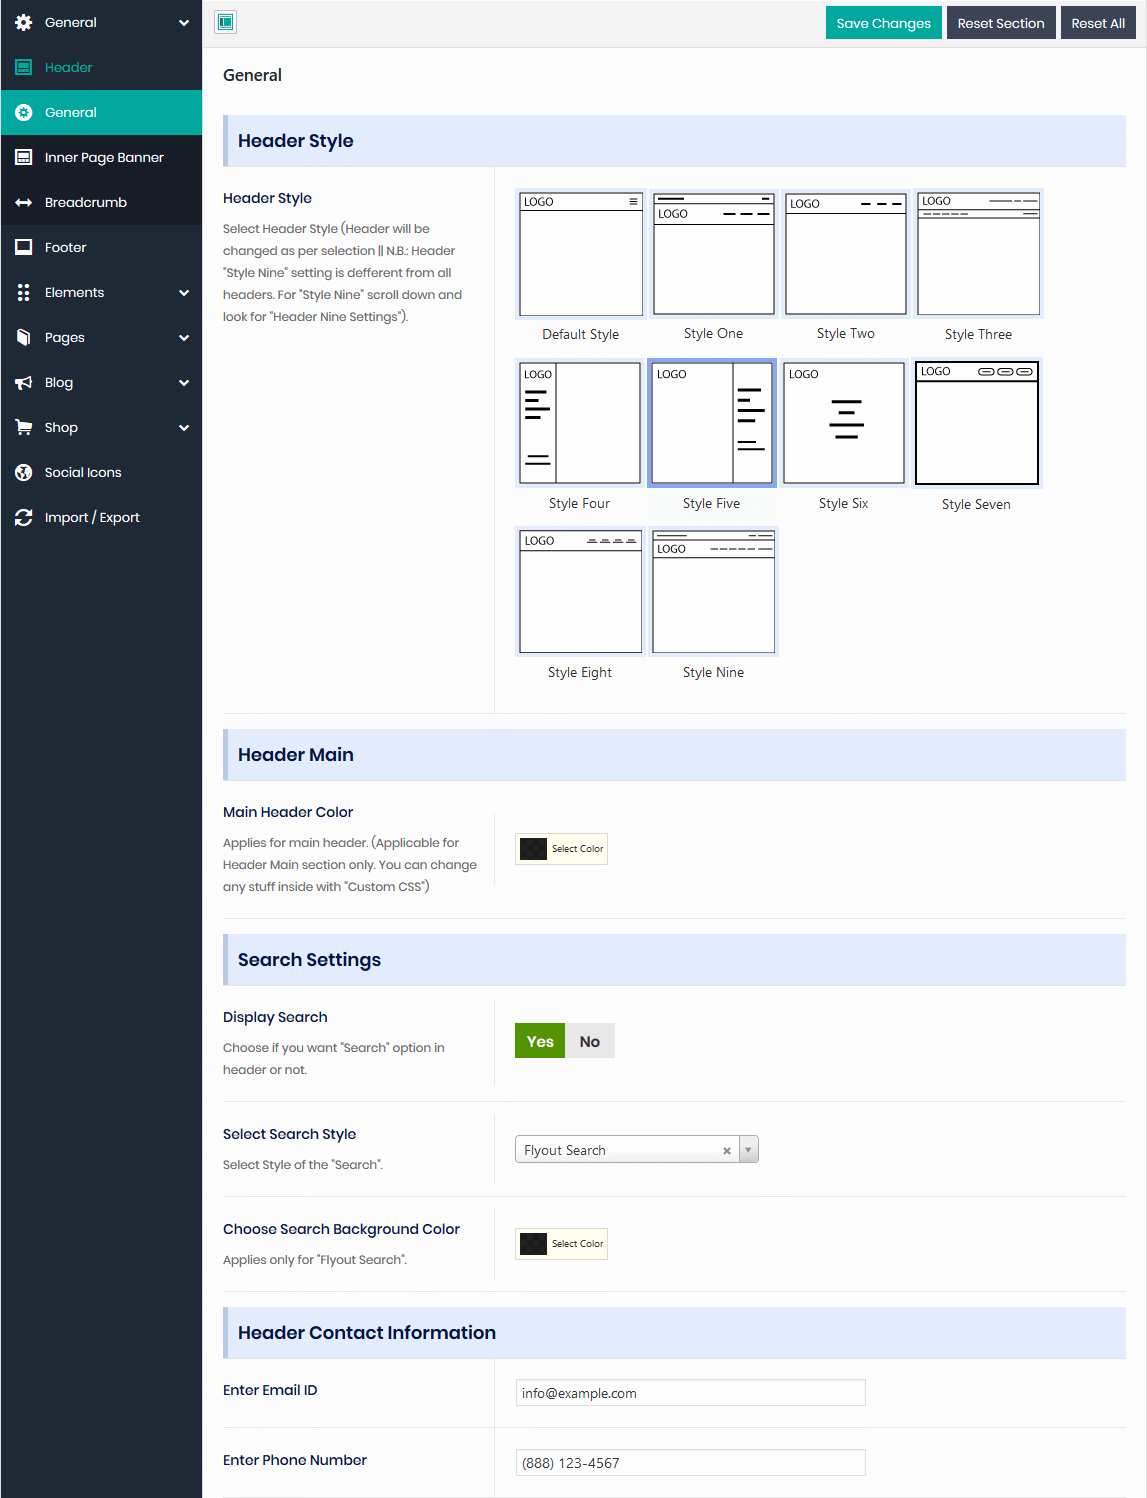 General
Header
General
Inner Page Banner
Breadcrumb
Footer
Elements
Pages
Blog
Shop
Social Icons
Import / Export
Save Changes
Reset Section
Reset All
General
Header Style
Header Style
Select Header Style (Header will be
changed as per selection || N.B.: Header
"Style Nine" setting is defferent from all
headers. For "Style Nine" scroll down and
look for "Header Nine Settings").
LOGO
LOGO
LOGO
LOGO
Default Style
Style One
Style Two
Style Three
LOGO
LOGO
LOGO
LOGO
Style Four
Style Five
Style Six
Style Seven
LOGO
LOGO
Style Eight
Style Nine
Header Main
Main Header Color
Applies for main header. (Applicable for
Header Main section only. You can change
any stuff inside with "Custom CSS")
Select Color
Search Settings
Display Search
Choose if you want "Search" option in
header or not.
Yes
No
Select Search Style
Select Style of the "Search".
Flyout Search
Choose Search Background Color
Applies only for "Flyout Search".
Select Color
Header Contact Information
Enter Email ID
info@example.com
Enter Phone Number
(888) 123-4567